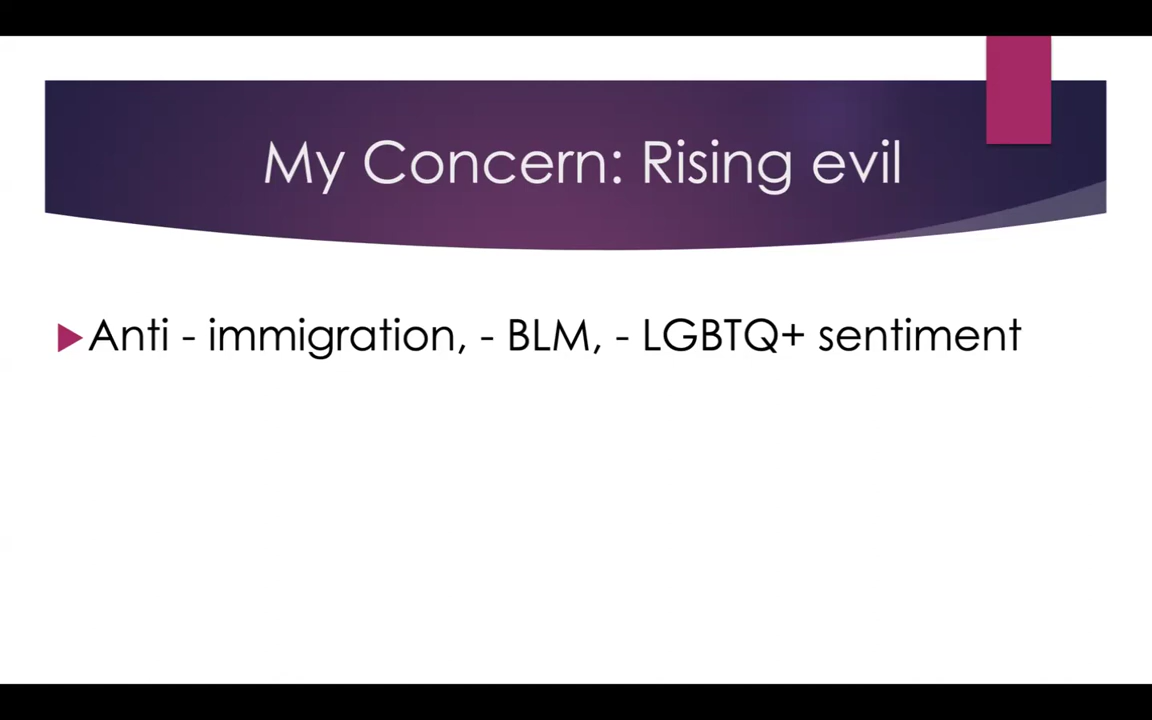 My Concern: Rising evil
Anti - immigration, - BLM, - LGBTQ+ sentiment